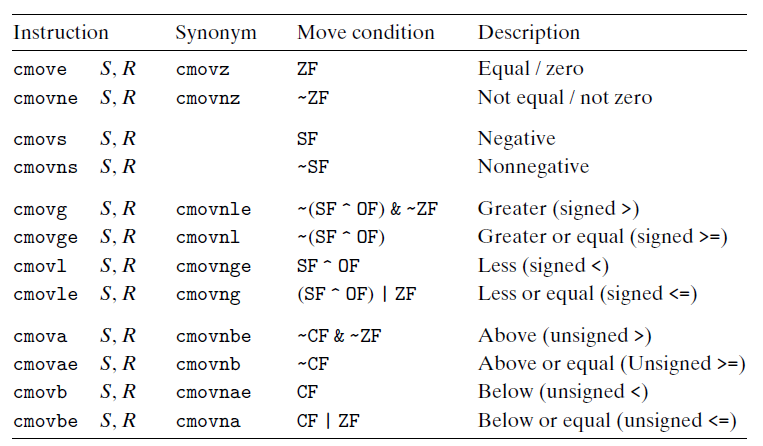 Instruction Synonym Move condition Description
cmove S, R cmovz ZF Equal / zero
cmovne S, R cmovnz ~ZF Not equal / not zero
cmovs S, R SF Negative
cmovns S, R ~SF Nonnegative
cmovg S, R cmovnle ~(SF ^ OF) & ~ZF Greater (signed >)
cmovge S, R cmovnl ~(SF ^ OF) Greater or equal (signed >=)
cmovl S, R cmovnge SF ^ OF Less (signed <)
cmovle S, R cmovng (SF ^ OF) | ZF Less or equal (signed <=)
cmova S, R cmovnbe ~CF & ~ZF Above (unsigned >)
cmovae S, R cmovnb ~CF Above or equal (Unsigned >=)
cmovb S, R cmovnae CF Below (unsigned <)
cmovbe S, R cmovna CF | ZF Below or equal (unsigned <=)